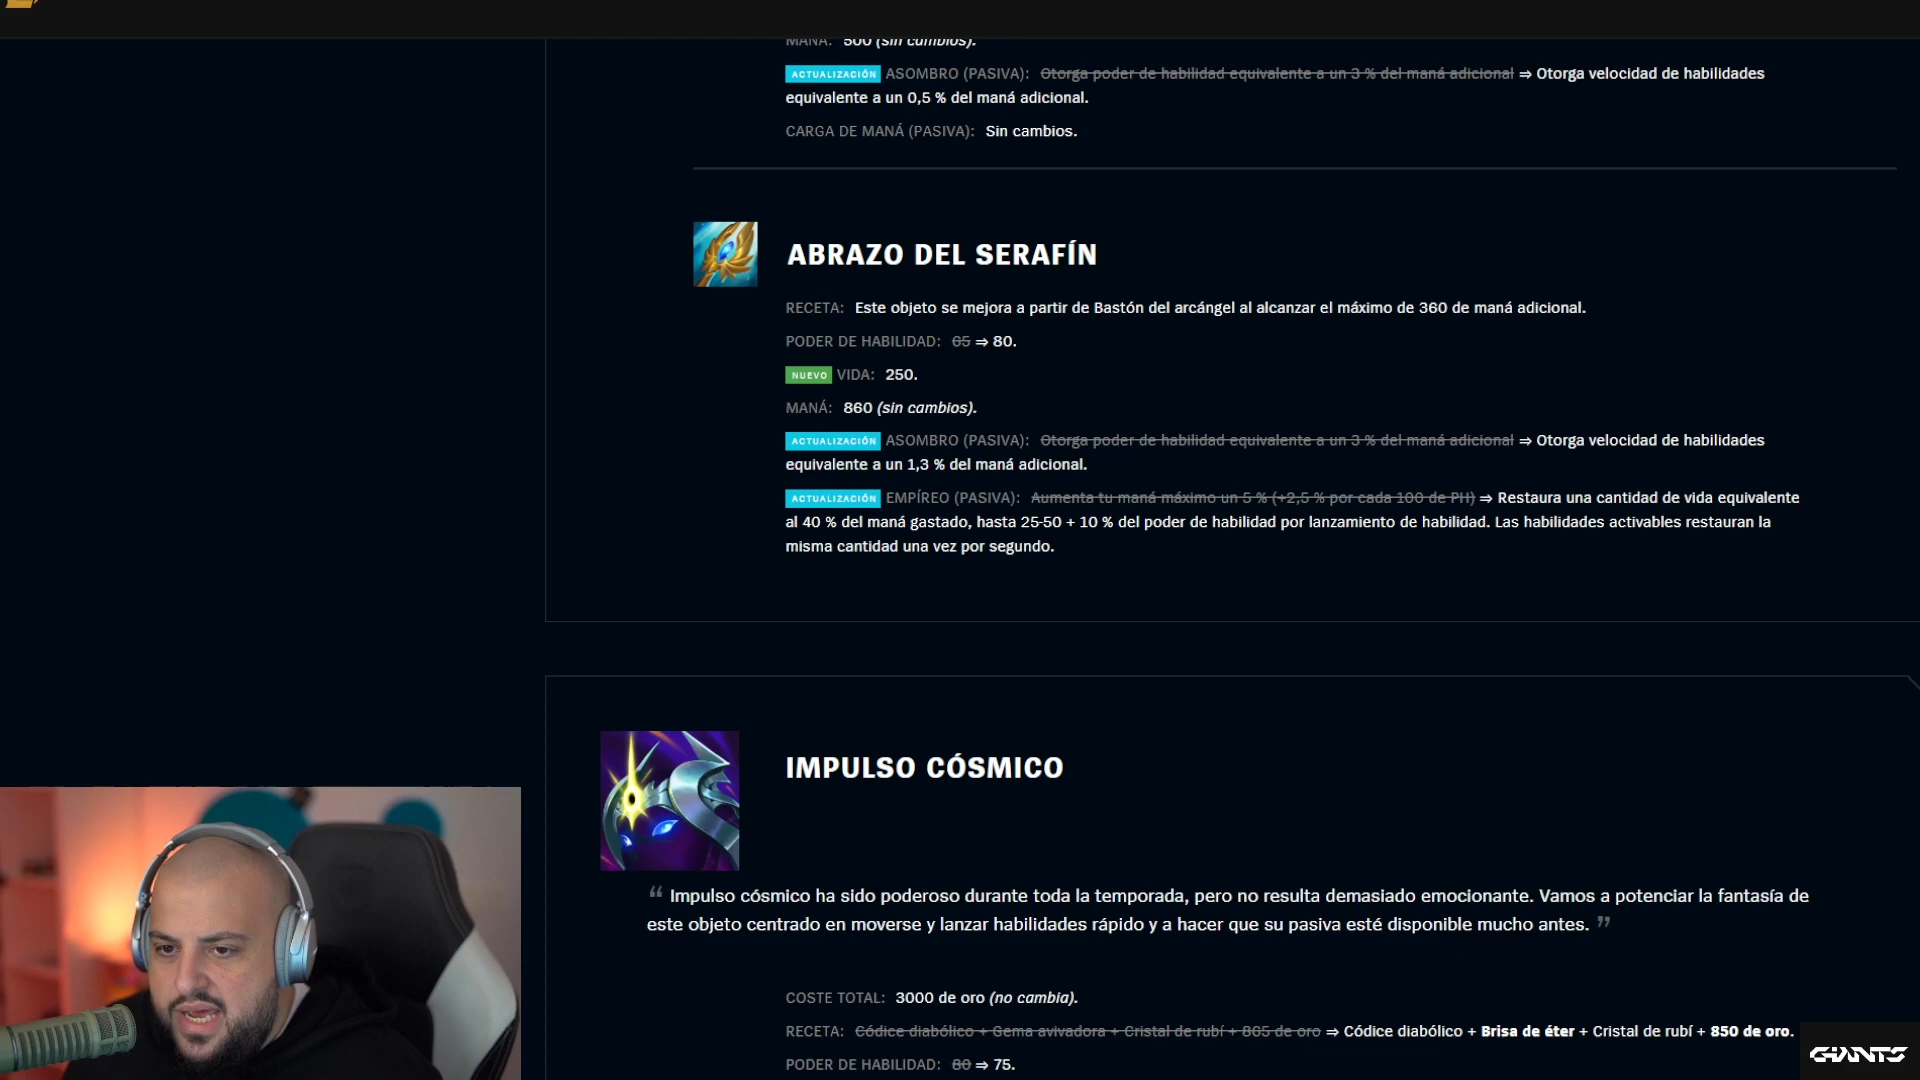 MANÁ: 500 (sin cambios).
ACTUALIZACIÓN ASOMBRO (PASIVA): Otorga poder de habilidad equivalente a un 3 % del maná adicional ⇒ Otorga velocidad de habilidades
equivalente a un 0,5 % del maná adicional.
CARGA DE MANÁ (PASIVA): Sin cambios.
ABRAZO DEL SERAFÍN
RECETA: Este objeto se mejora a partir de Bastón del arcángel al alcanzar el máximo de 360 de maná adicional.
PODER DE HABILIDAD: 65 ⇒ 80.
NUEVO VIDA: 250.
MANÁ: 860 (sin cambios).
ACTUALIZACIÓN ASOMBRO (PASIVA): Otorga poder de habilidad equivalente a un 3 % del maná adicional ⇒ Otorga velocidad de habilidades
equivalente a un 1,3 % del maná adicional.
ACTUALIZACIÓN EMPÍREO (PASIVA): Aumenta tu maná máximo un 5 % (+2,5 % por cada 100 de PH) ⇒ Restaura una cantidad de vida equivalente
al 40 % del maná gastado, hasta 25-50 + 10 % del poder de habilidad por lanzamiento de habilidad. Las habilidades activables restauran la
misma cantidad una vez por segundo.
IMPULSO CÓSMICO
“ Impulso cósmico ha sido poderoso durante toda la temporada, pero no resulta demasiado emocionante. Vamos a potenciar la fantasía de
este objeto centrado en moverse y lanzar habilidades rápido y a hacer que su pasiva esté disponible mucho antes. ”
COSTE TOTAL: 3000 de oro (no cambia).
RECETA: Códice diabólico + Gema avivadora + Cristal de rubí + 865 de oro ⇒ Códice diabólico + Brisa de éter + Cristal de rubí + 850 de oro.
PODER DE HABILIDAD: 80 ⇒ 75.
GIANTS